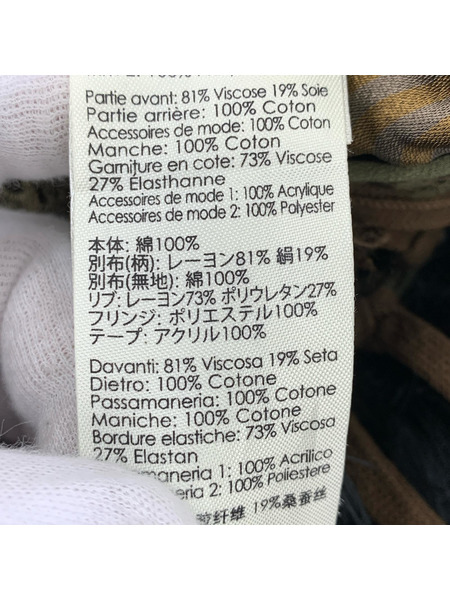 Partie avant: 81% Viscose 19% Soie
Partie arrière: 100% Coton
Accessoires de mode: 100% Coton
Manche: 100% Coton
Garniture en cote: 73% Viscose
27% Élasthanne
Accessoires de mode 1: 100% Acrylique
Accessoires de mode 2: 100% Polyester
本体: 綿100%
別布(柄): レーヨン81% 絹19%
別布(無地): 綿100%
リブ: レーヨン73% ポリウレタン27%
フリンジ: ポリエステル100%
テープ: アクリル100%
Davanti: 81% Viscosa 19% Seta
Dietro: 100% Cotone
Passamaneria: 100% Cotone
Maniche: 100% Cotone
Bordure elastiche: 73% Viscosa
27% Elastan
maneria 1: 100% Acrilico
eria 2: 100% Poliestere
胶纤维 19%桑蚕丝